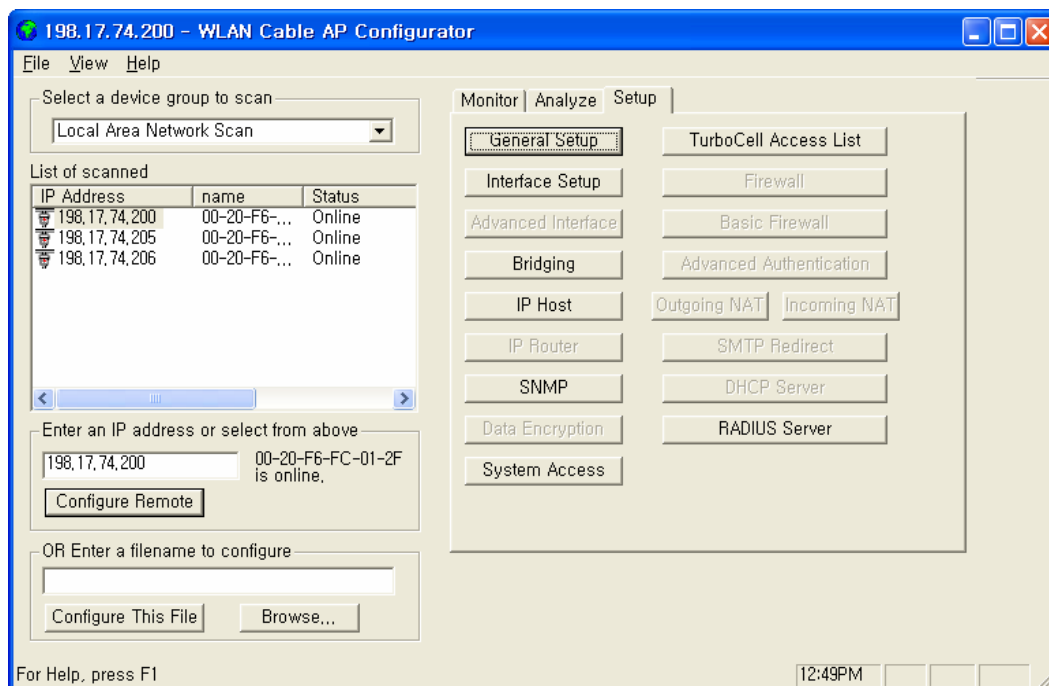 198.17.74.200 - WLAN Cable AP Configurator
File View Help
Select a device group to scan
Local Area Network Scan
List of scanned
IP Address name Status
198.17.74.200 00-20-F6-... Online
198.17.74.205 00-20-F6-... Online
198.17.74.206 00-20-F6-... Online
Enter an IP address or select from above
198.17.74.200
00-20-F6-FC-01-2F
is online.
Configure Remote
OR Enter a filename to configure
Configure This File Browse...
Monitor Analyze Setup
General Setup TurboCell Access List
Interface Setup Firewall
Advanced Interface Basic Firewall
Bridging Advanced Authentication
IP Host Outgoing NAT Incoming NAT
IP Router SMTP Redirect
SNMP DHCP Server
Data Encryption RADIUS Server
System Access
For Help, press F1 12:49PM